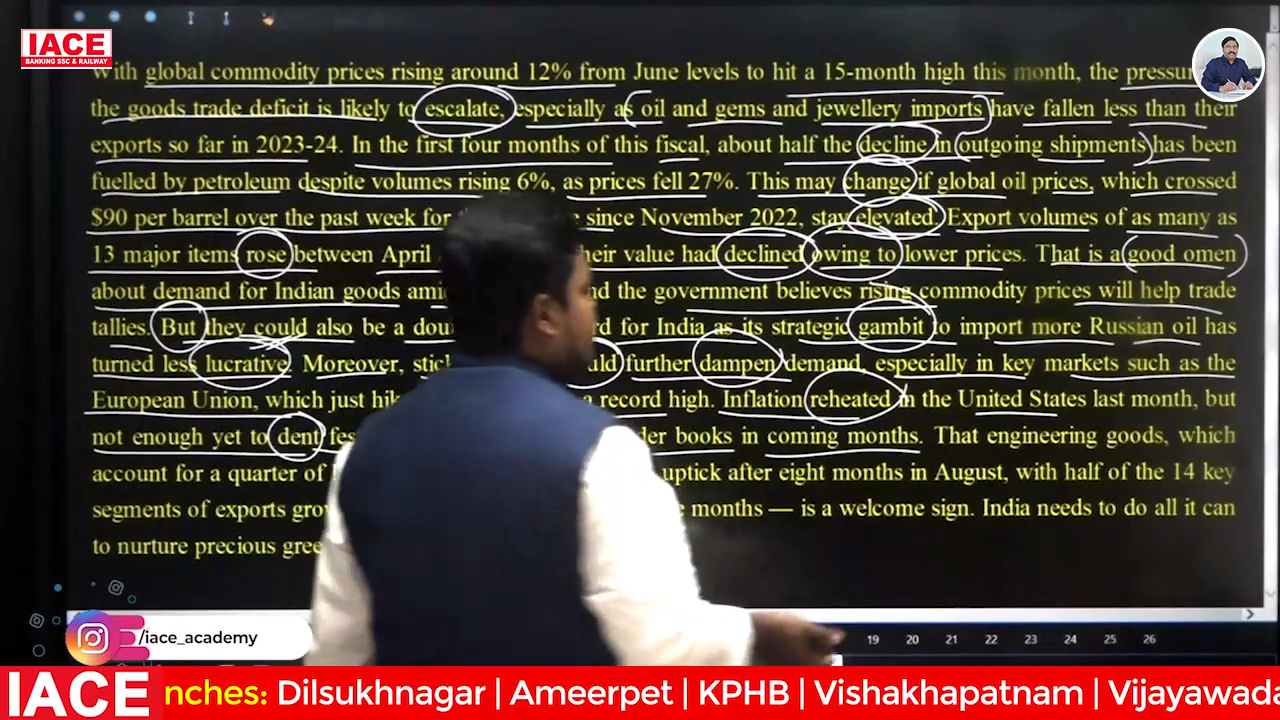 IACE
BANKING SSC & RAILWAY
With global commodity prices rising around 12% from June levels to hit a 15-month high this month, the
the goods trade deficit is likely to escalate, especially as oil and gems and jewellery imports have fallen less than their
exports so far in 2023-24. In the first four months of this fiscal, about half the decline in outgoing shipments has been
fuelled by petroleum despite volumes rising 6%, as prices fell 27%. This may change if global oil prices, which crossed
$90 per barrel over the past week for since November 2022, stay elevated. Export volumes of as many as
13 major items rose between April their value had declined owing to lower prices. That is a good omen
about demand for Indian goods the government believes rising commodity prices will help trade
tallies. But they could also be a for India as its strategic gambit to import more Russian oil has
turned less lucrative. Moreover, further dampen demand, especially in key markets such as the
European Union, which just a record high. Inflation reheated in the United States last month, but
not enough yet to dent books in coming months. That engineering goods, which
account for a quarter of uptick after eight months in August, with half of the 14 key
segments of exports months — is a welcome sign. India needs to do all it can
to nurture precious
19 20 21 22 23 24 25 26
/iace_academy
IACE nches: Dilsukhnagar | Ameerpet | KPHB | Vishakhapatnam | Vijayawada